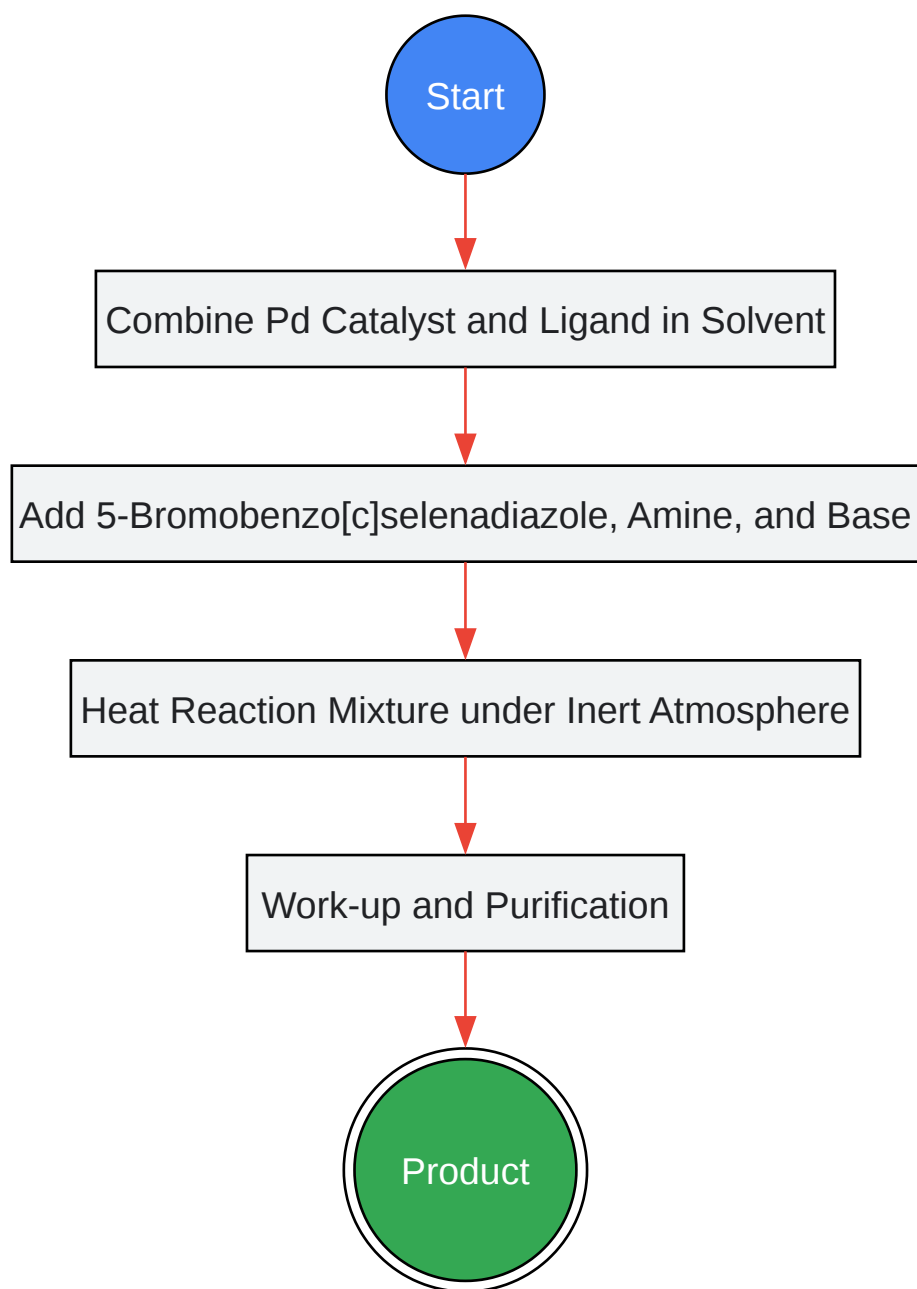 Start
Combine Pd Catalyst and Ligand in Solvent
Add 5-Bromobenzo[c]selenadiazole, Amine, and Base
Heat Reaction Mixture under Inert Atmosphere
Work-up and Purification
Product